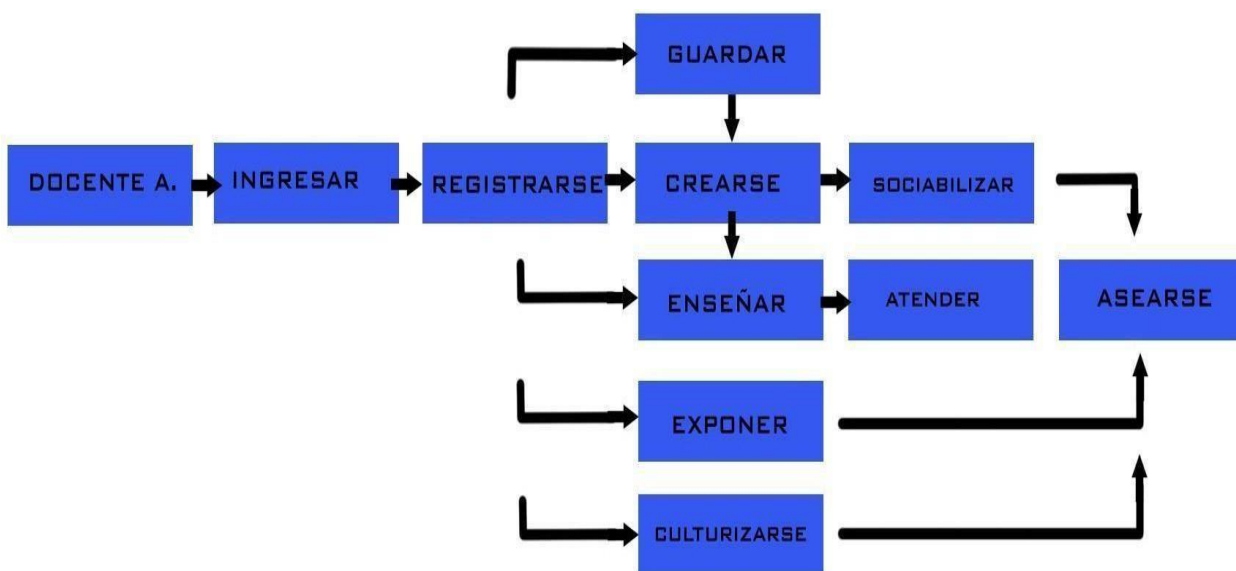 GUARDAR
DOCENTE A.
INGRESAR
REGISTRARSE
CREARSE
SOCIABILIZAR
ENSEÑAR
ATENDER
ASEARSE
EXPONER
CULTURIZARSE